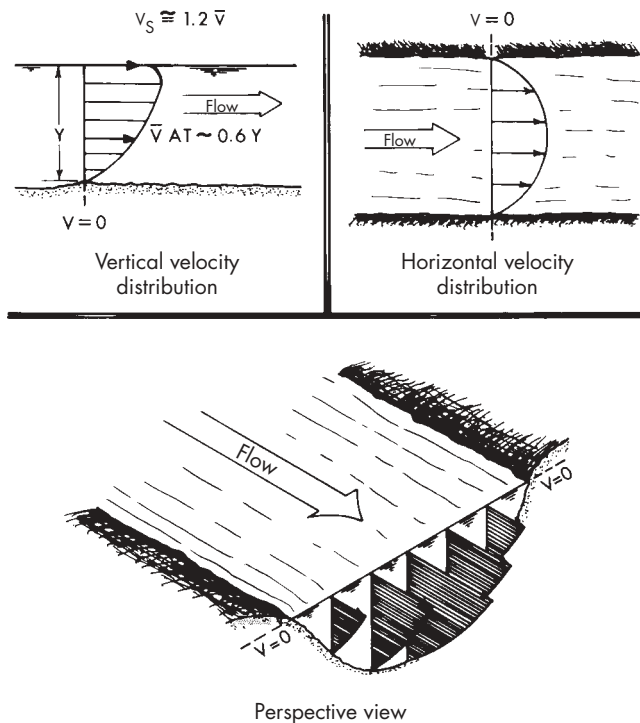 V_S ≅ 1.2 V̅
Flow
Y
V̅ AT ~ 0.6 Y
V = 0
Vertical velocity
distribution
V = 0
Flow
Horizontal velocity
distribution
Flow
V=0
V=0
Perspective view